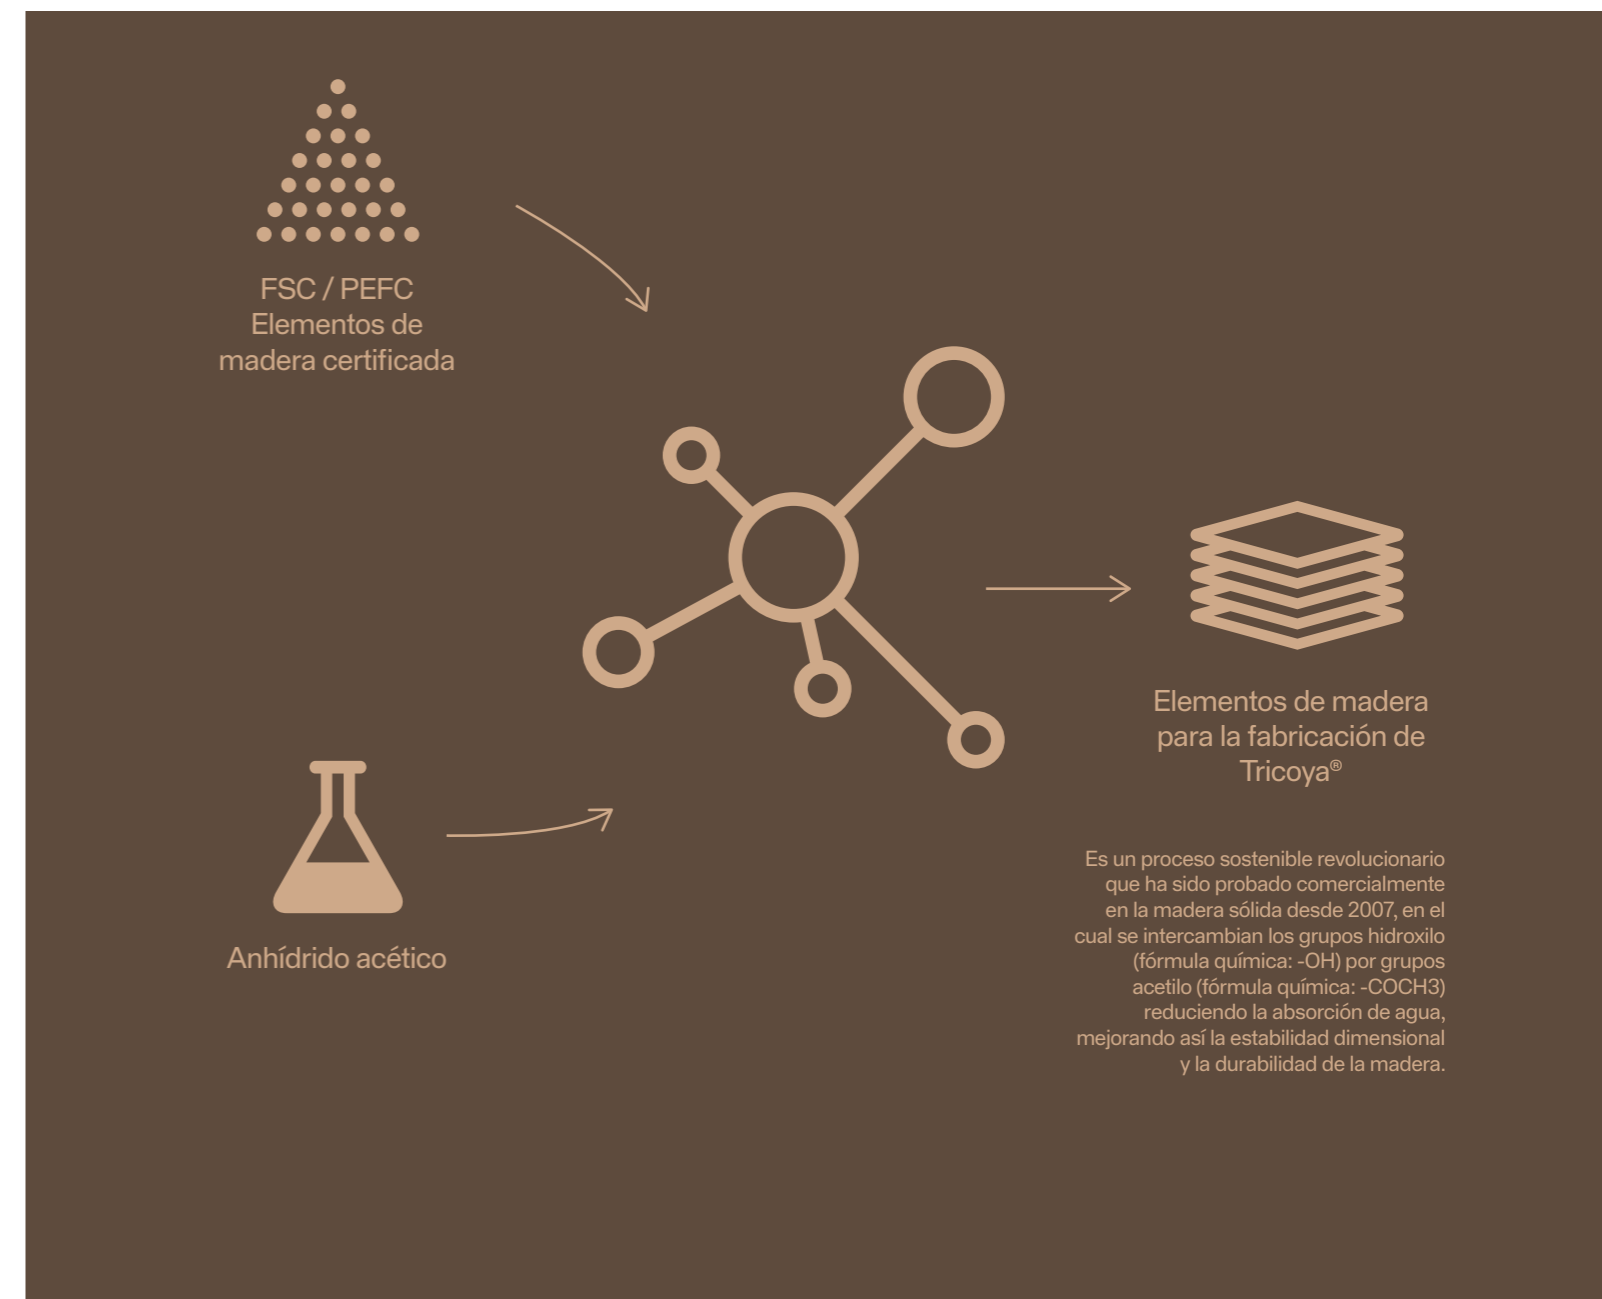 FSC / PEFC
Elementos de
madera certificada
Anhídrido acético
Elementos de madera
para la fabricación de
Tricoya®
Es un proceso sostenible revolucionario
que ha sido probado comercialmente
en la madera sólida desde 2007, en el
cual se intercambian los grupos hidroxilo
(fórmula química: -OH) por grupos
acetilo (fórmula química: -COCH3)
reduciendo la absorción de agua,
mejorando así la estabilidad dimensional
y la durabilidad de la madera.